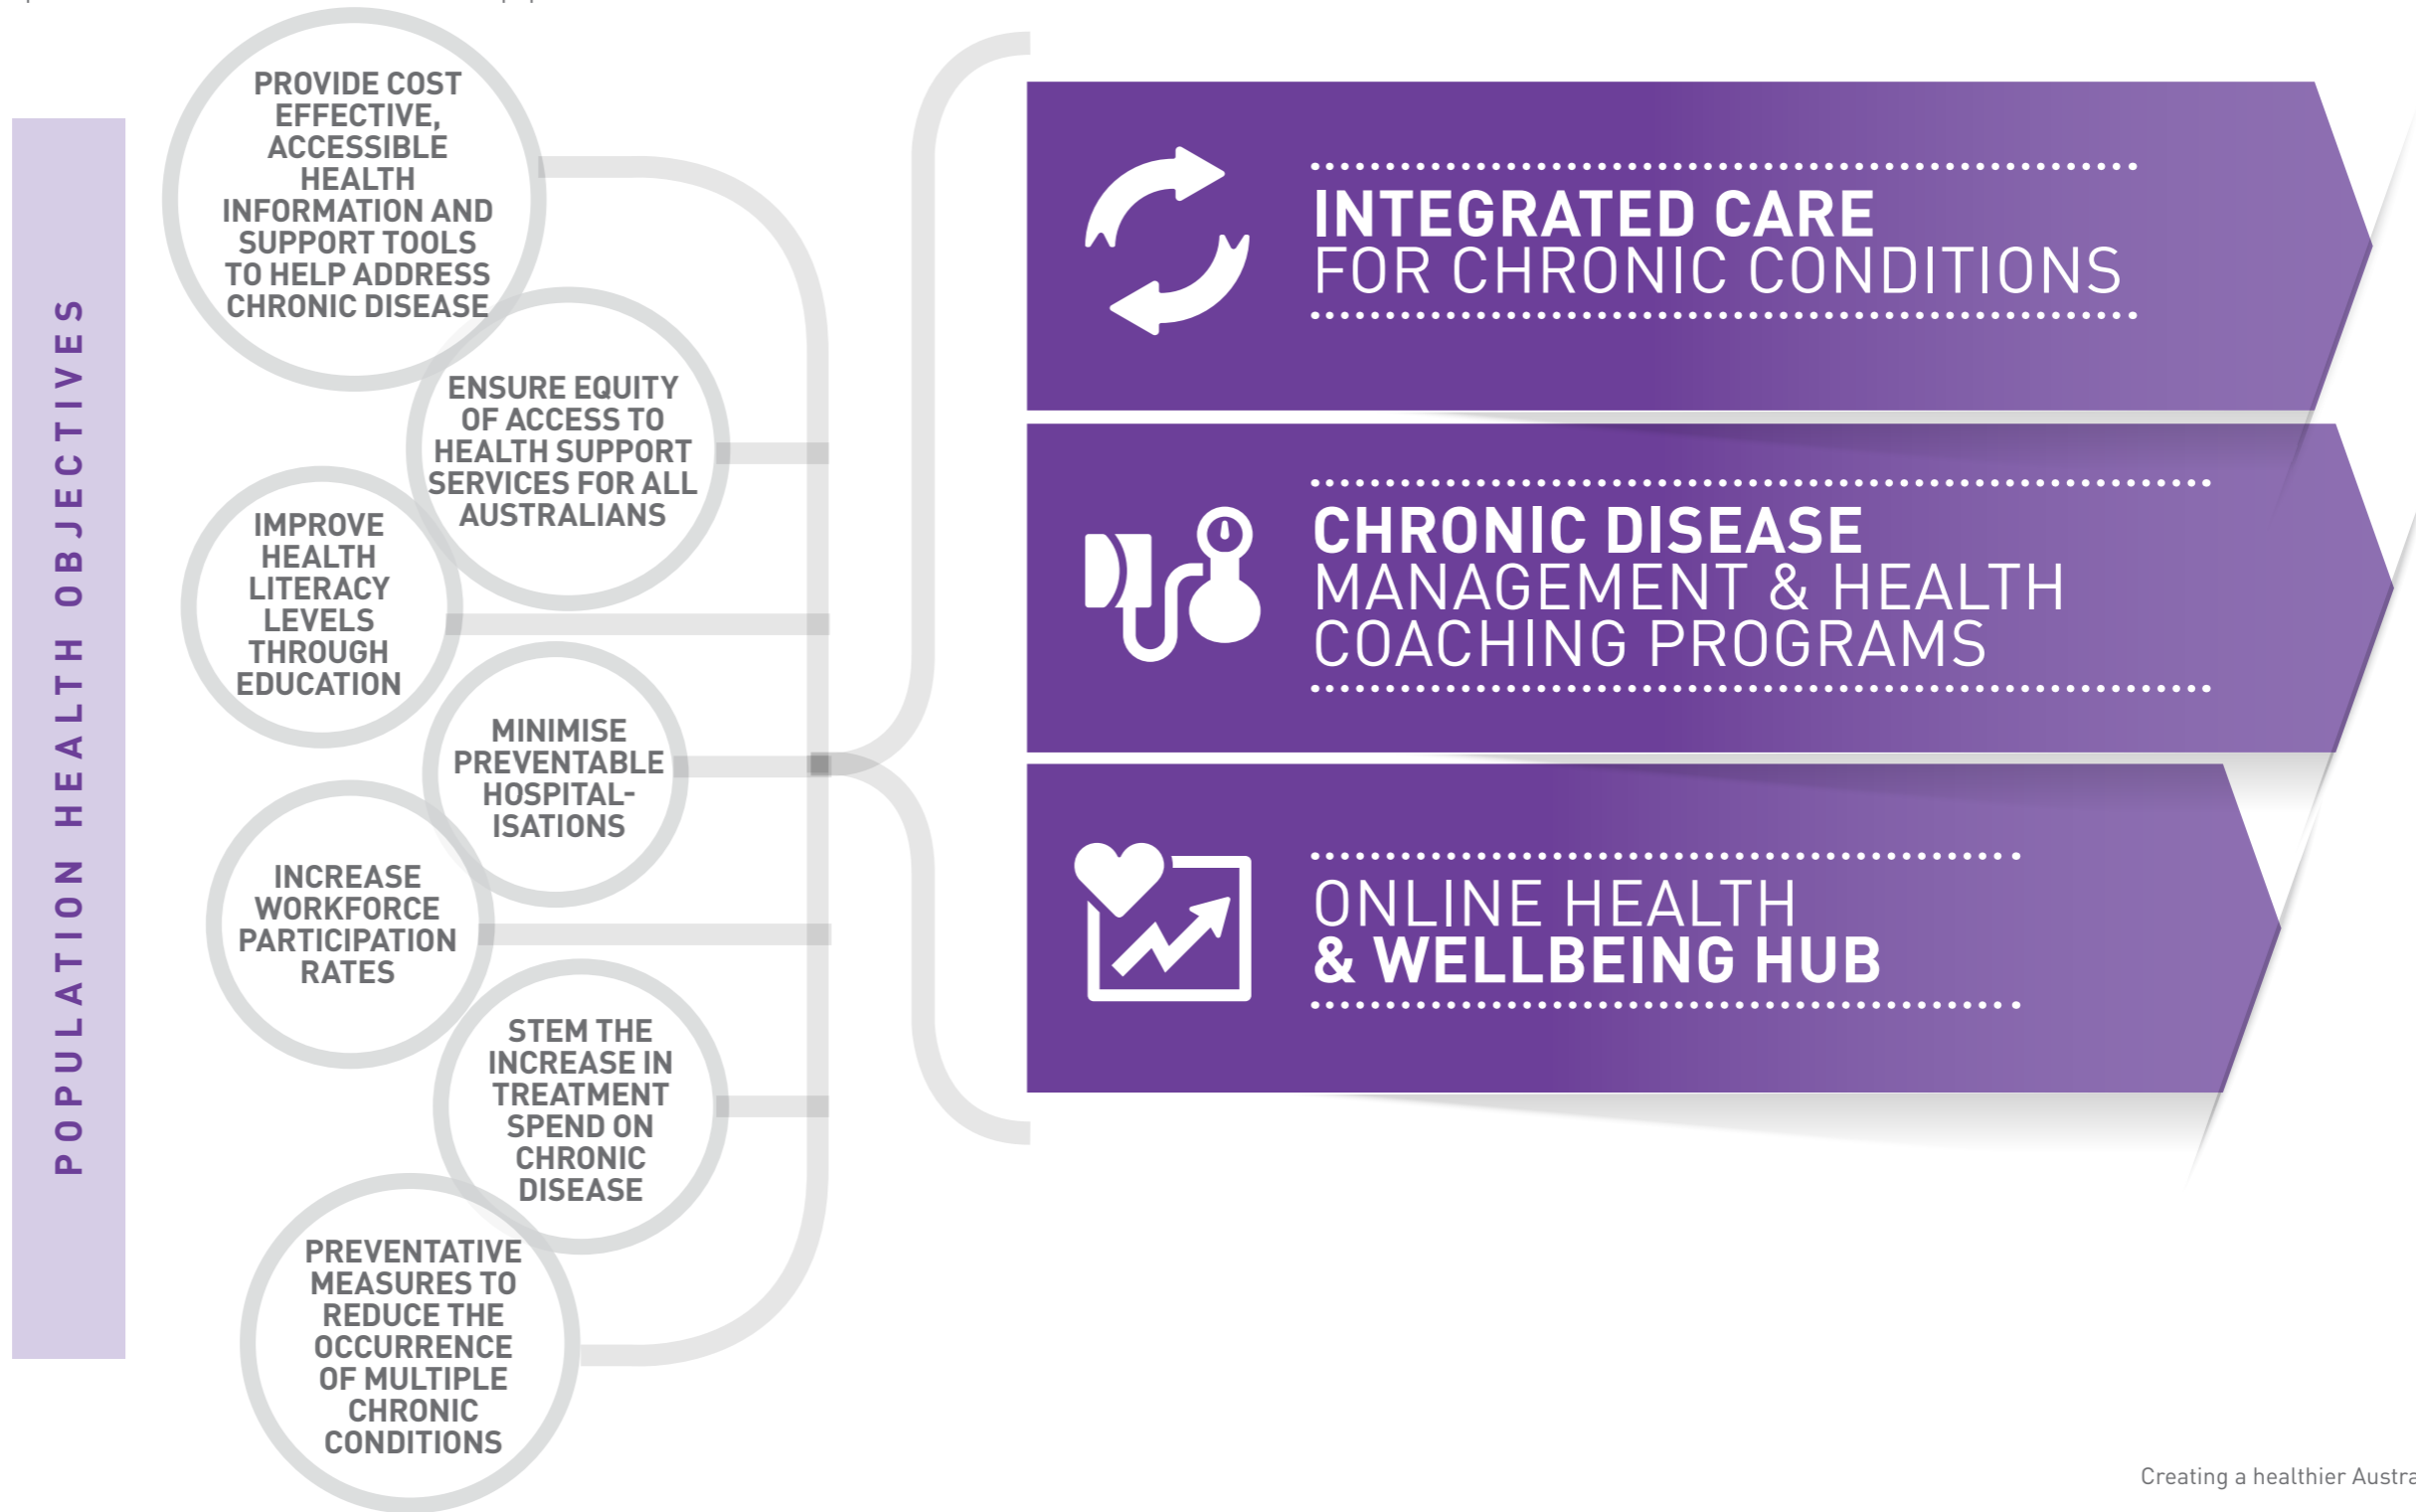 POPULATION HEALTH OBJECTIVES
PROVIDE COST
EFFECTIVE,
ACCESSIBLE
HEALTH
INFORMATION AND
SUPPORT TOOLS
TO HELP ADDRESS
CHRONIC DISEASE
ENSURE EQUITY
OF ACCESS TO
HEALTH SUPPORT
SERVICES FOR ALL
AUSTRALIANS
IMPROVE
HEALTH
LITERACY
LEVELS
THROUGH
EDUCATION
MINIMISE
PREVENTABLE
HOSPITAL-
ISATIONS
INCREASE
WORKFORCE
PARTICIPATION
RATES
STEM THE
INCREASE IN
TREATMENT
SPEND ON
CHRONIC
DISEASE
PREVENTATIVE
MEASURES TO
REDUCE THE
OCCURRENCE
OF MULTIPLE
CHRONIC
CONDITIONS
INTEGRATED CARE
FOR CHRONIC CONDITIONS
CHRONIC DISEASE
MANAGEMENT & HEALTH
COACHING PROGRAMS
ONLINE HEALTH
& WELLBEING HUB
Creating a healthier Austra